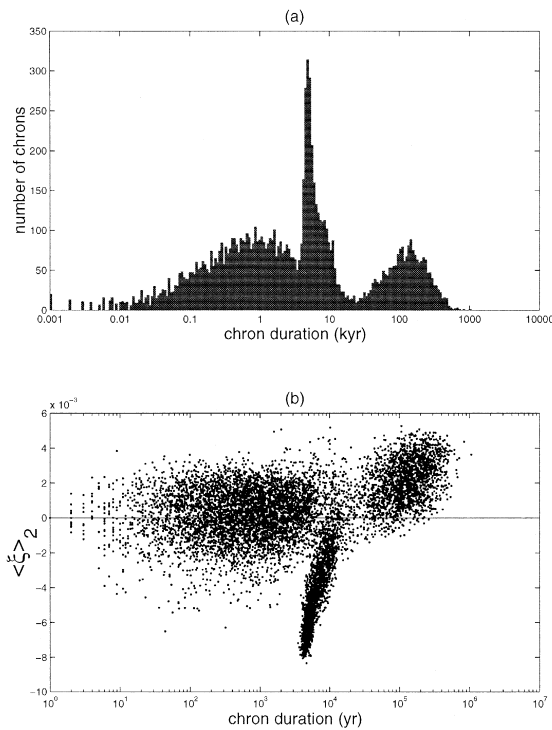 (a)
350
300
250
200
150
100
50
0
number of chrons
0.001 0.01 0.1 1 10 100 1000 10000
chron duration (kyr)
(b)
x 10⁻³
6
4
2
0
−2
−4
−6
−8
−10
<ξ>₂
10⁰ 10¹ 10² 10³ 10⁴ 10⁵ 10⁶ 10⁷
chron duration (yr)